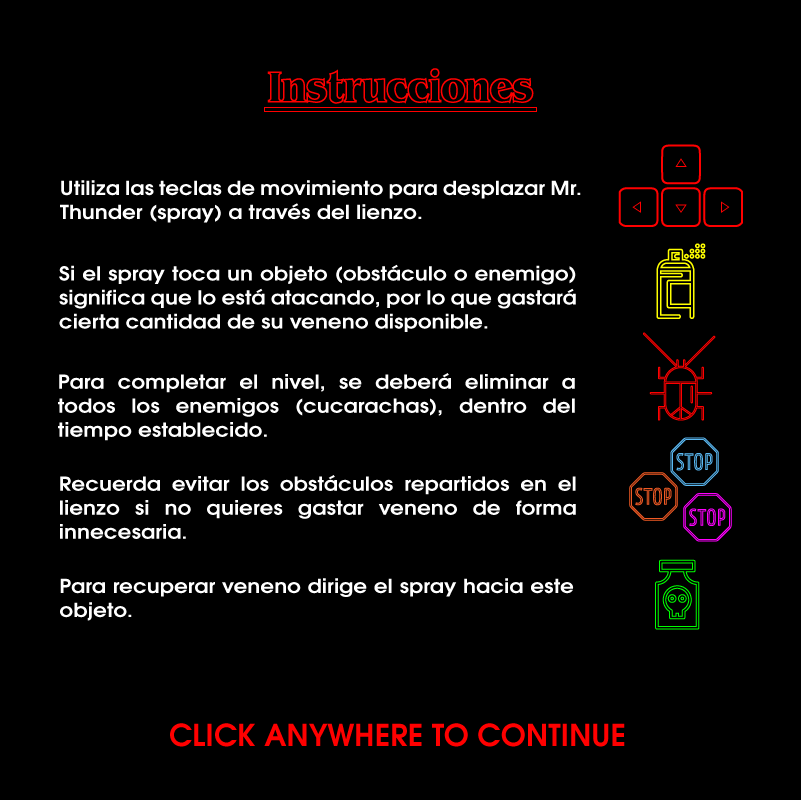 Instrucciones
Utiliza las teclas de movimiento para desplazar Mr.
Thunder (spray) a través del lienzo.
Si el spray toca un objeto (obstáculo o enemigo)
significa que lo está atacando, por lo que gastará
cierta cantidad de su veneno disponible.
Para completar el nivel, se deberá eliminar a
todos los enemigos (cucarachas), dentro del
tiempo establecido.
STOP
STOP
STOP
Recuerda evitar los obstáculos repartidos en el
lienzo si no quieres gastar veneno de forma
innecesaria.
Para recuperar veneno dirige el spray hacia este
objeto.
CLICK ANYWHERE TO CONTINUE